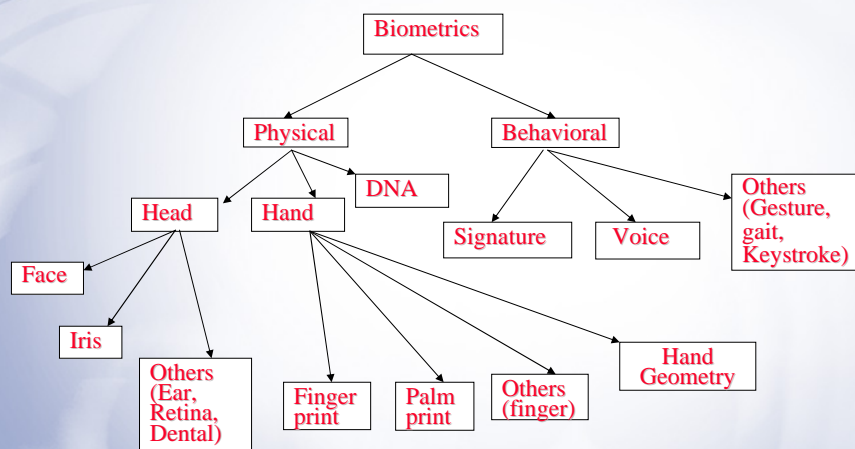 Biometrics
Physical
Behavioral
DNA
Head
Hand
Signature
Voice
Others
(Gesture,
gait,
Keystroke)
Face
Iris
Others
(Ear,
Retina,
Dental)
Finger
print
Palm
print
Others
(finger)
Hand
Geometry